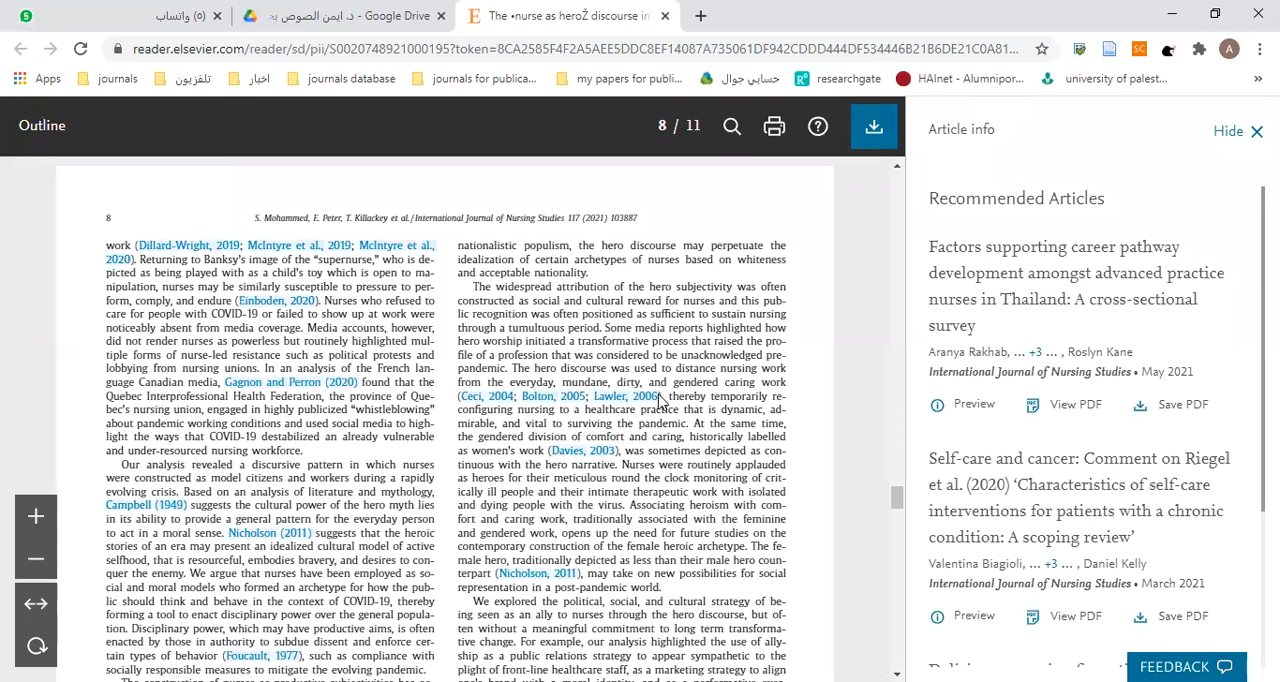 (٥) واتساب
د. ايمن الصوص بد - Google Drive
The •nurse as heroŽ discourse in
reader.elsevier.com/reader/sd/pii/S0020748921000195?token=8CA2585F4F2A5AEE5DDC8EF14087A735061DF942CDDD444DF534446B21B6DE21C0A81...
Apps
journals
تلفزيون
اخبار
journals database
journals for publica...
my papers for publi...
حسابي جوال
researchgate
HAInet - Alumnipor...
university of palest...
»
Outline
8 / 11
8
S. Mohammed, E. Peter, T. Killackey et al. / International Journal of Nursing Studies 117 (2021) 103887
work (Dillard-Wright, 2019; McIntyre et al., 2019; McIntyre et al.,
2020). Returning to Banksy's image of the "supernurse," who is de-
picted as being played with as a child's toy which is open to ma-
nipulation, nurses may be similarly susceptible to pressure to per-
form, comply, and endure (Einboden, 2020). Nurses who refused to
care for people with COVID-19 or failed to show up at work were
noticeably absent from media coverage. Media accounts, however,
did not render nurses as powerless but routinely highlighted mul-
tiple forms of nurse-led resistance such as political protests and
lobbying from nursing unions. In an analysis of the French lan-
guage Canadian media, Gagnon and Perron (2020) found that the
Quebec Interprofessional Health Federation, the province of Que-
bec's nursing union, engaged in highly publicized "whistleblowing"
about pandemic working conditions and used social media to high-
light the ways that COVID-19 destabilized an already vulnerable
and under-resourced nursing workforce.
Our analysis revealed a discursive pattern in which nurses
were constructed as model citizens and workers during a rapidly
evolving crisis. Based on an analysis of literature and mythology,
Campbell (1949) suggests the cultural power of the hero myth lies
in its ability to provide a general pattern for the everyday person
to act in a moral sense. Nicholson (2011) suggests that the heroic
stories of an era may present an idealized cultural model of active
selfhood, that is resourceful, embodies bravery, and desires to con-
quer the enemy. We argue that nurses have been employed as so-
cial and moral models who formed an archetype for how the pub-
lic should think and behave in the context of COVID-19, thereby
forming a tool to enact disciplinary power over the general popula-
tion. Disciplinary power, which may have productive aims, is often
enacted by those in authority to subdue dissent and enforce cer-
tain types of behavior (Foucault, 1977), such as compliance with
socially responsible measures to mitigate the evolving pandemic.
nationalistic populism, the hero discourse may perpetuate the
idealization of certain archetypes of nurses based on whiteness
and acceptable nationality.
The widespread attribution of the hero subjectivity was often
constructed as social and cultural reward for nurses and this pub-
lic recognition was often positioned as sufficient to sustain nursing
through a tumultuous period. Some media reports highlighted how
hero worship initiated a transformative process that raised the pro-
file of a profession that was considered to be unacknowledged pre-
pandemic. The hero discourse was used to distance nursing work
from the everyday, mundane, dirty, and gendered caring work
(Ceci, 2004; Bolton, 2005; Lawler, 2006), thereby temporarily re-
configuring nursing to a healthcare practice that is dynamic, ad-
mirable, and vital to surviving the pandemic. At the same time,
the gendered division of comfort and caring, historically labelled
as women's work (Davies, 2003), was sometimes depicted as con-
tinuous with the hero narrative. Nurses were routinely applauded
as heroes for their meticulous round the clock monitoring of crit-
ically ill people and their intimate therapeutic work with isolated
and dying people with the virus. Associating heroism with com-
fort and caring work, traditionally associated with the feminine
and gendered work, opens up the need for future studies on the
contemporary construction of the female heroic archetype. The fe-
male hero, traditionally depicted as less than their male hero coun-
terpart (Nicholson, 2011), may take on new possibilities for social
representation in a post-pandemic world.
We explored the political, social, and cultural strategy of be-
ing seen as an ally to nurses through the hero discourse, but of-
ten without a meaningful commitment to long term transforma-
tive change. For example, our analysis highlighted the use of ally-
ship as a public relations strategy to appear sympathetic to the
plight of front-line healthcare staff, as a marketing strategy to align
Article info
Hide
Recommended Articles
Factors supporting career pathway
development amongst advanced practice
nurses in Thailand: A cross-sectional
survey
Aranya Rakhab, ... +3 ... , Roslyn Kane
International Journal of Nursing Studies • May 2021
Preview
View PDF
Save PDF
Self-care and cancer: Comment on Riegel
et al. (2020) ‘Characteristics of self-care
interventions for patients with a chronic
condition: A scoping review’
Valentina Biagioli, ... +3 ... , Daniel Kelly
International Journal of Nursing Studies • March 2021
Preview
View PDF
Save PDF
FEEDBACK